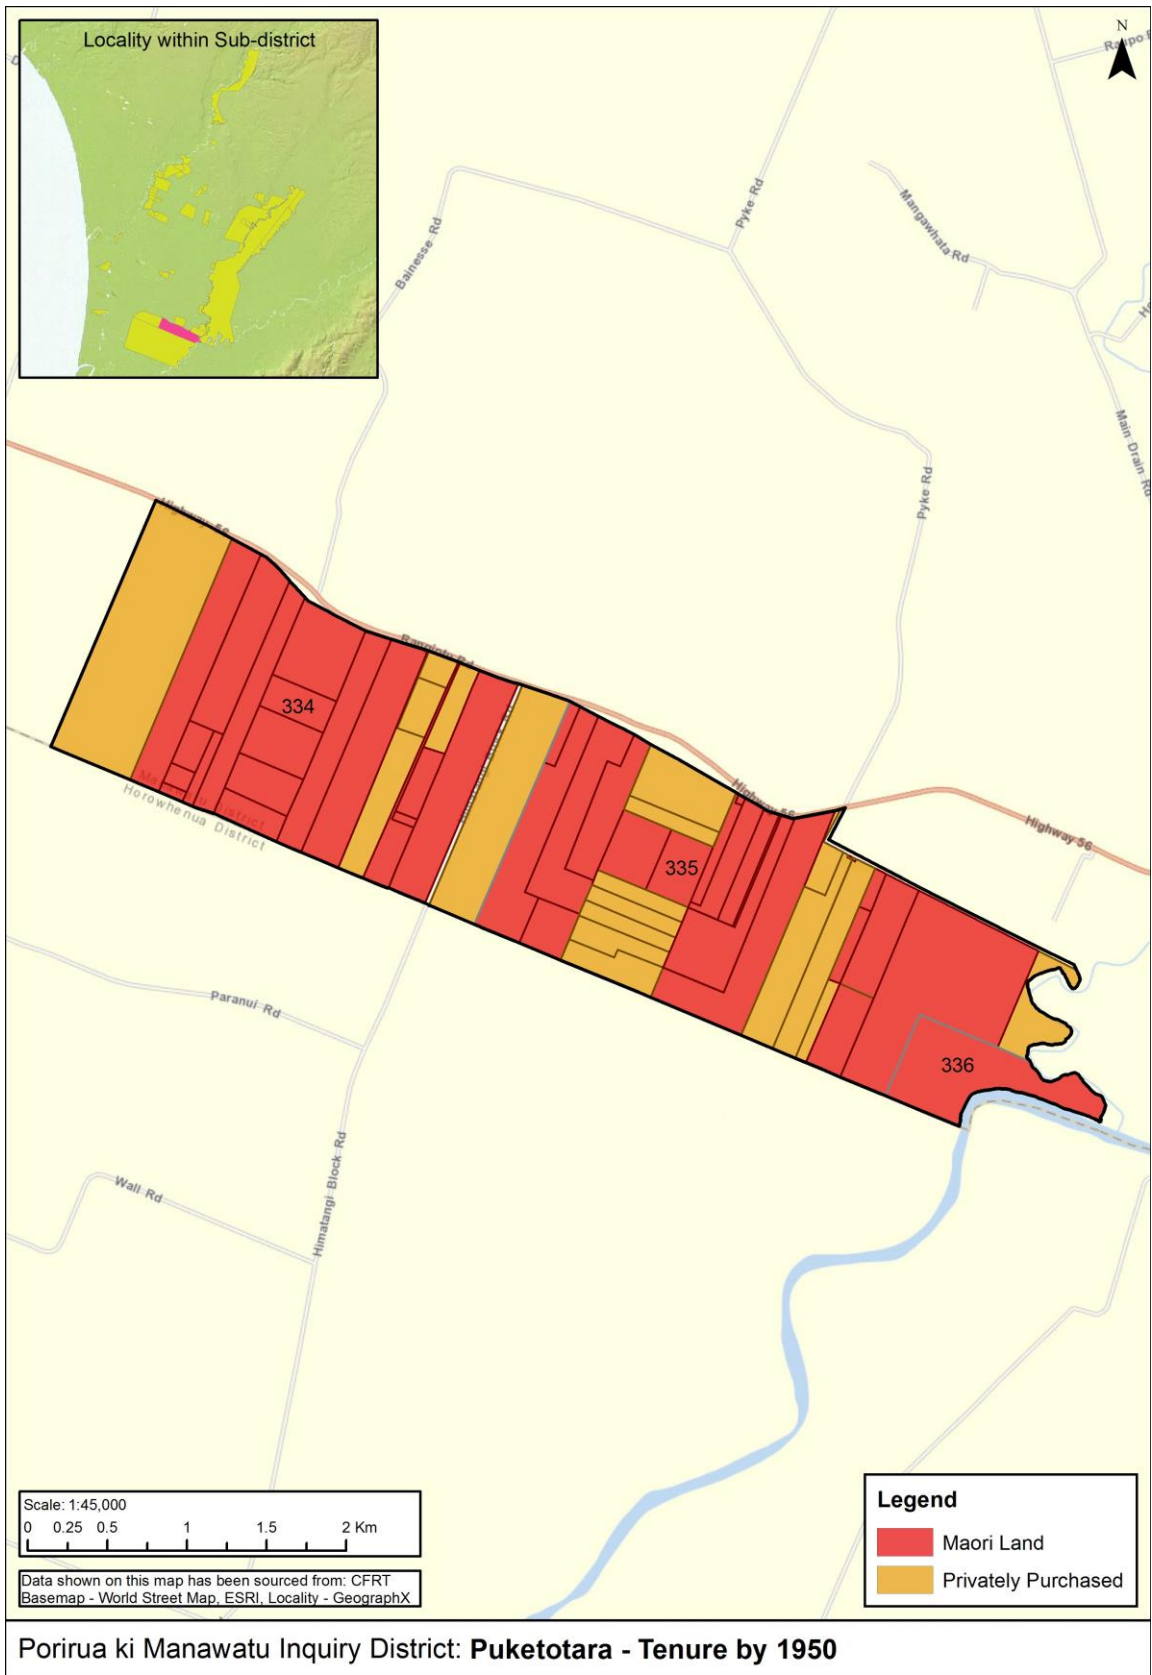 Locality within Sub-district
N
Bainesse Rd
Pyke Rd
Mangawhata Rd
Main Drain Rd
Pyke Rd
Highway 56
Rangiotu Rd
334
Manawatu District
Horowhenua District
335
Highway 56
Highway 56
336
Paranui Rd
Himatangi Block Rd
Wall Rd
Scale: 1:45,000
0 0.25 0.5 1 1.5 2 Km
Data shown on this map has been sourced from: CFRT
Basemap - World Street Map, ESRI, Locality - GeographX
Legend
Maori Land
Privately Purchased
Porirua ki Manawatu Inquiry District: Puketotara - Tenure by 1950